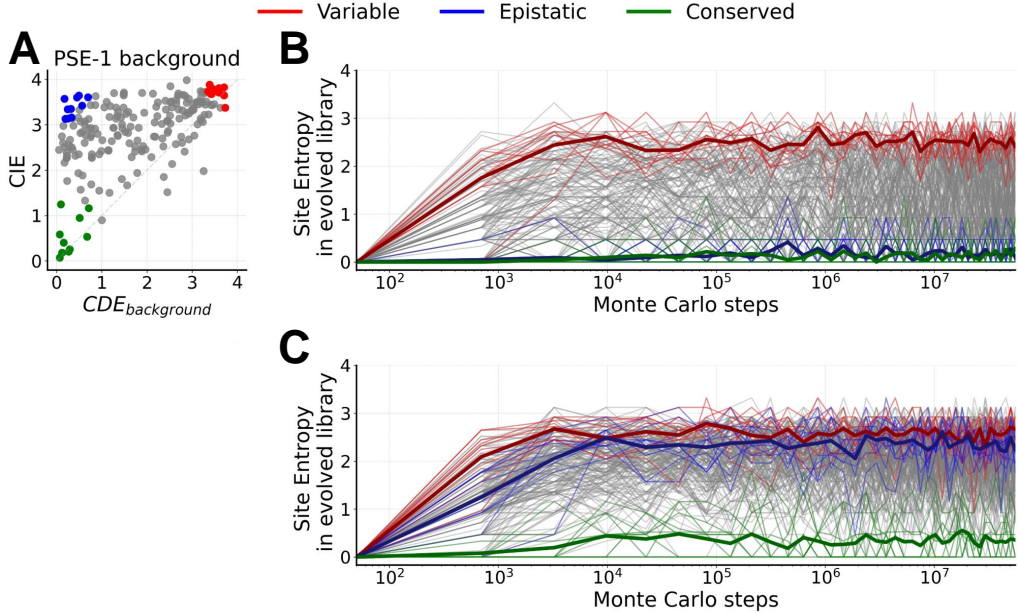 Variable Epistatic Conserved
A
PSE-1 background
CIE
4
3
2
1
0
0 1 2 3 4
CDE_background
B
Site Entropy
in evolved library
4
3
2
1
0
10^2 10^3 10^4 10^5 10^6 10^7
Monte Carlo steps
C
Site Entropy
in evolved library
4
3
2
1
0
10^2 10^3 10^4 10^5 10^6 10^7
Monte Carlo steps